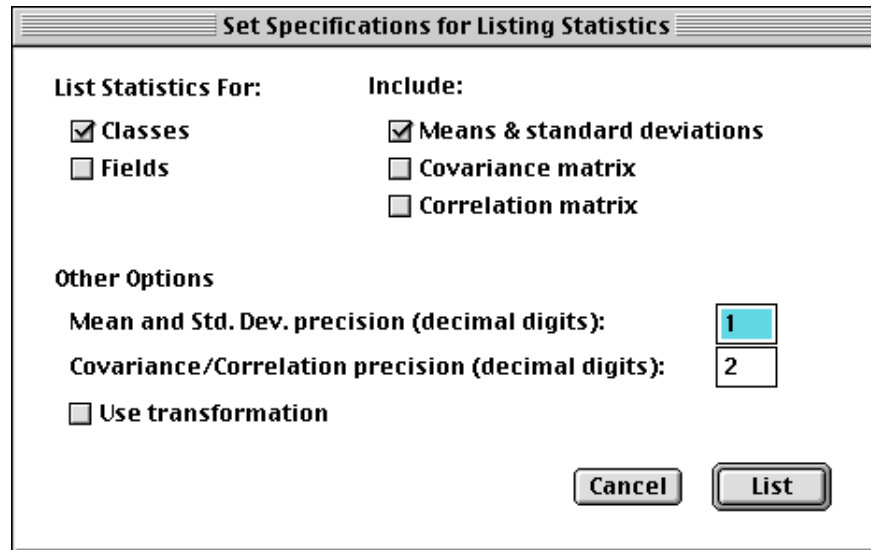 Set Specifications for Listing Statistics
List Statistics For:
Include:
Classes
Means & standard deviations
Fields
Covariance matrix
Correlation matrix
Other Options
Mean and Std. Dev. precision (decimal digits): 1
Covariance/Correlation precision (decimal digits): 2
Use transformation
Cancel
List